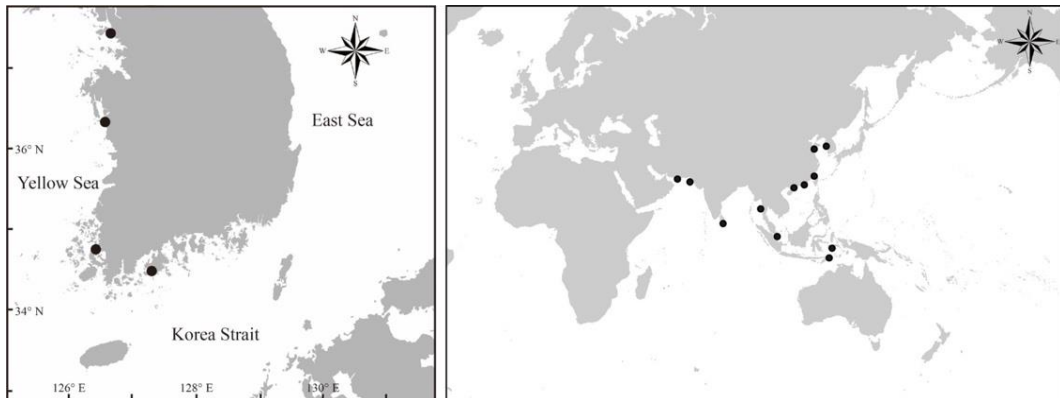 N
W E
S
East Sea
36° N
Yellow Sea
34° N
Korea Strait
126° E 128° E 130° E
N
W E
S